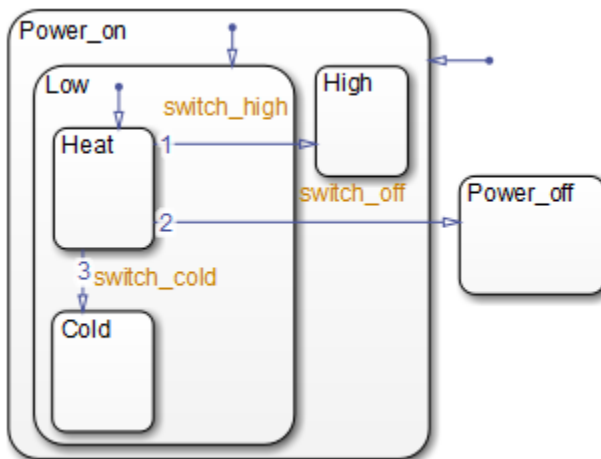 Power_on
Low
High
switch_high
Heat
1
switch_off
Power_off
2
3
switch_cold
Cold